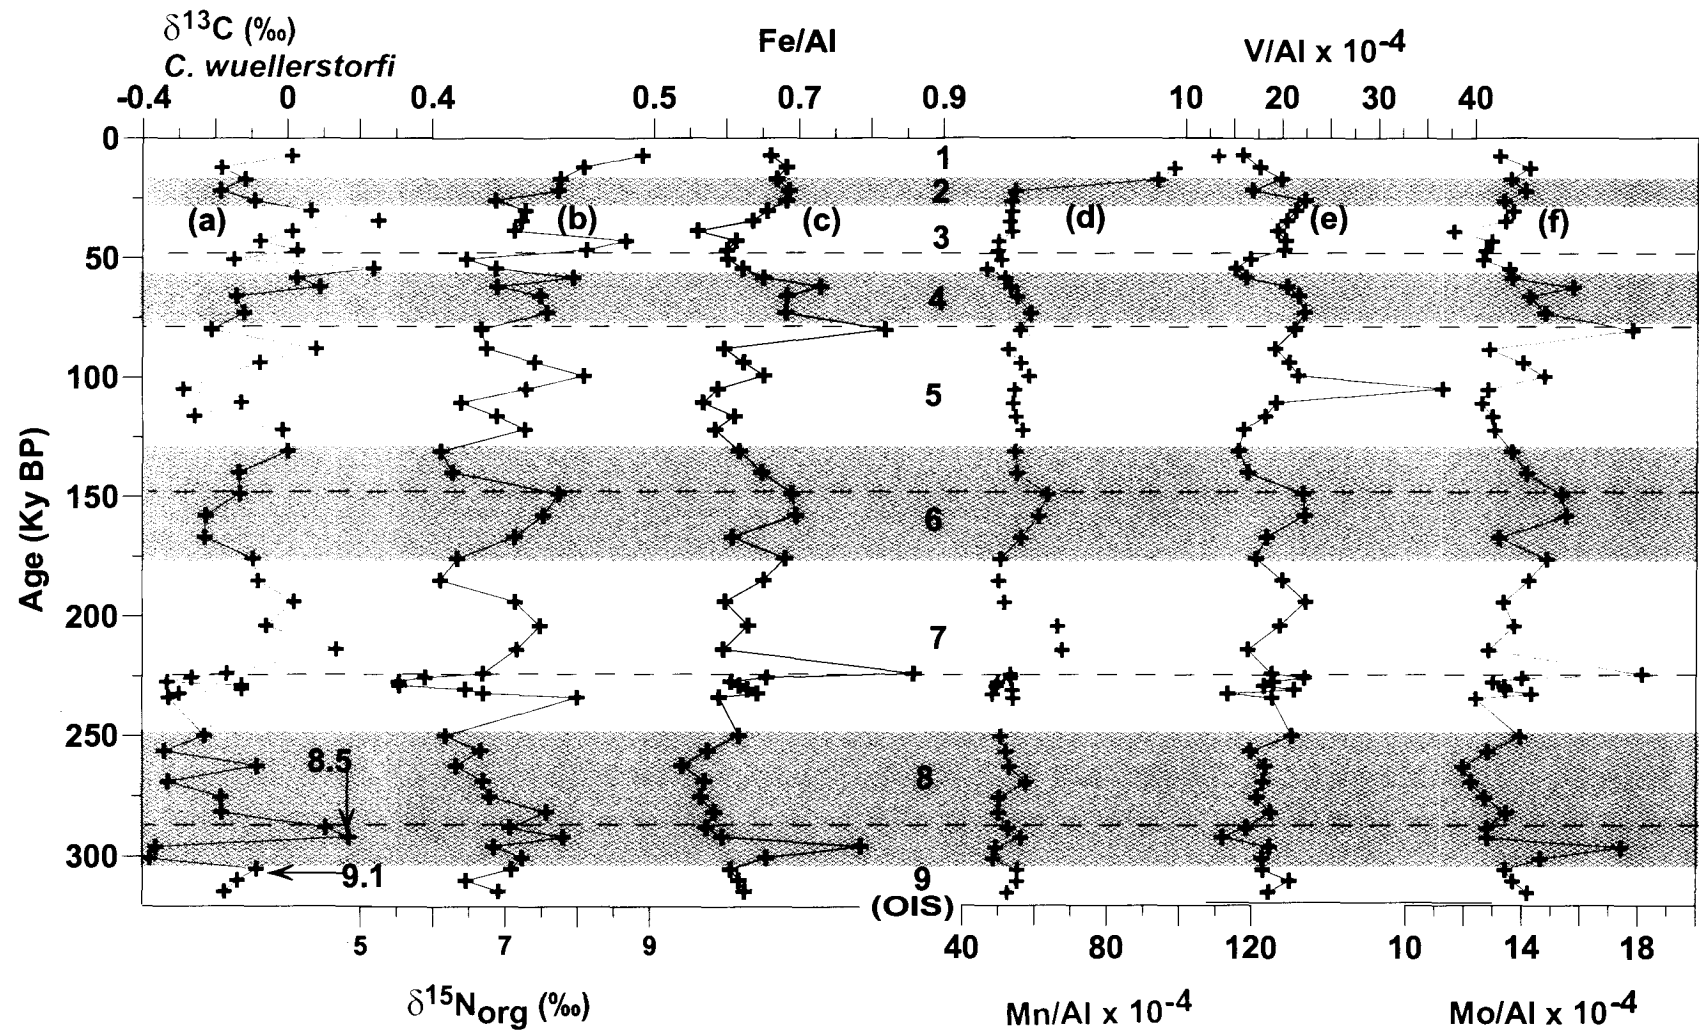 δ13C (‰)
C. wuellerstorfi
Fe/Al
V/Al x 10-4
-0.4 0 0.4 0.5 0.7 0.9 10 20 30 40
0
1
2
(a) (b) (c) (d) (e) (f)
3
50
4
100
5
150
6
Age (Ky BP)
200
7
250
8.5
8
300
9.1
9
(OIS)
5 7 9 40 80 120 10 14 18
δ15Norg (‰)
Mn/Al x 10-4
Mo/Al x 10-4